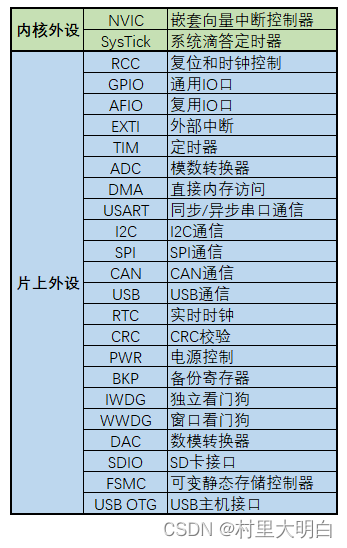 内核外设
NVIC 嵌套向量中断控制器
SysTick 系统滴答定时器
片上外设
RCC 复位和时钟控制
GPIO 通用IO口
AFIO 复用IO口
EXTI 外部中断
TIM 定时器
ADC 模数转换器
DMA 直接内存访问
USART 同步/异步串口通信
I2C I2C通信
SPI SPI通信
CAN CAN通信
USB USB通信
RTC 实时时钟
CRC CRC校验
PWR 电源控制
BKP 备份寄存器
IWDG 独立看门狗
WWDG 窗口看门狗
DAC 数模转换器
SDIO SD卡接口
FSMC 可变静态存储控制器
USB OTG USB主机接口
CSDN @村里大明白